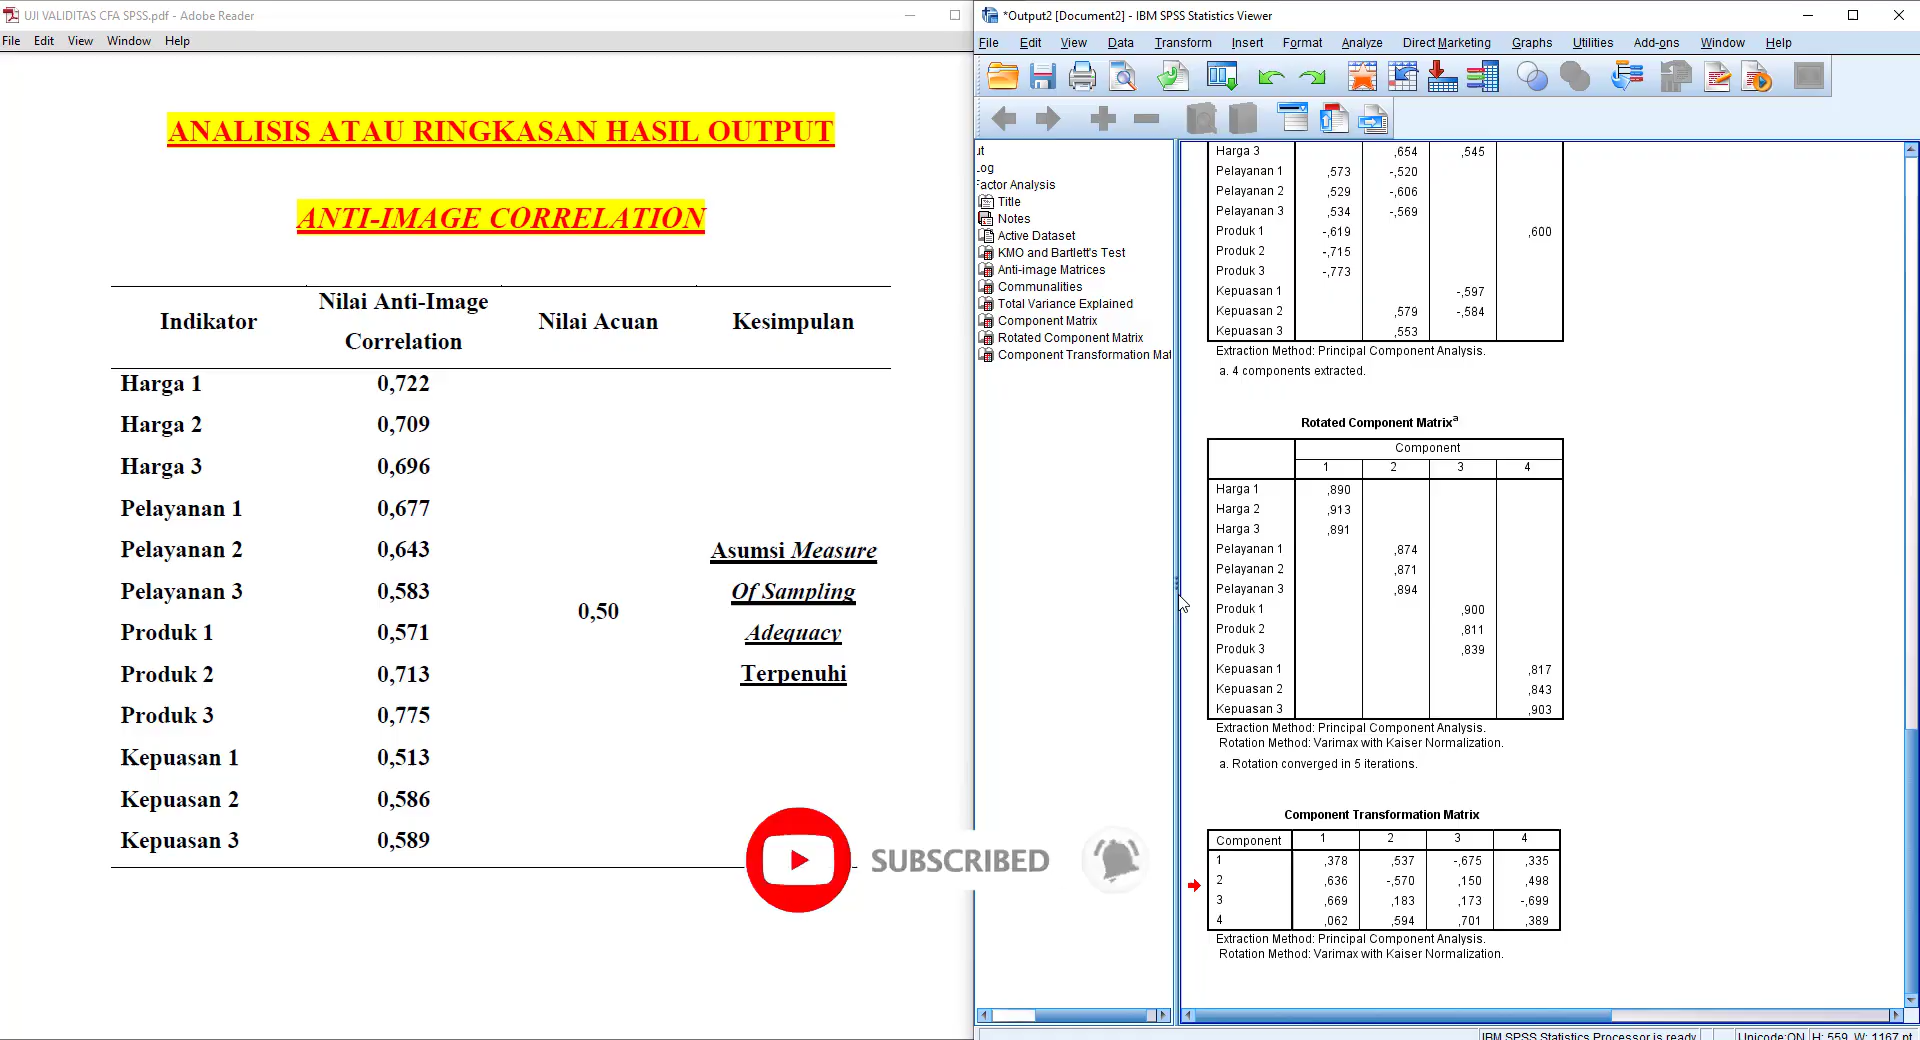 UJI VALIDITAS CFA SPSS.pdf - Adobe Reader
File Edit View Window Help
ANALISIS ATAU RINGKASAN HASIL OUTPUT
ANTI-IMAGE CORRELATION
Indikator Nilai Anti-Image Correlation Nilai Acuan Kesimpulan
Harga 1 0,722
Harga 2 0,709
Harga 3 0,696
Pelayanan 1 0,677
Pelayanan 2 0,643
Pelayanan 3 0,583
Produk 1 0,571
Produk 2 0,713
Produk 3 0,775
Kepuasan 1 0,513
Kepuasan 2 0,586
Kepuasan 3 0,589
0,50
Asumsi Measure
Of Sampling
Adequacy
Terpenuhi
SUBSCRIBED
*Output2 [Document2] - IBM SPSS Statistics Viewer
File Edit View Data Transform Insert Format Analyze Direct Marketing Graphs Utilities Add-ons Window Help
ut
Log
Factor Analysis
Title
Notes
Active Dataset
KMO and Bartlett's Test
Anti-image Matrices
Communalities
Total Variance Explained
Component Matrix
Rotated Component Matrix
Component Transformation Mat
Harga 3 ,654 ,545
Pelayanan 1 ,573 -,520
Pelayanan 2 ,529 -,606
Pelayanan 3 ,534 -,569
Produk 1 -,619 ,600
Produk 2 -,715
Produk 3 -,773
Kepuasan 1 -,597
Kepuasan 2 ,579 -,584
Kepuasan 3 ,553
Extraction Method: Principal Component Analysis.
a. 4 components extracted.
Rotated Component Matrixa
Component
1 2 3 4
Harga 1 ,890
Harga 2 ,913
Harga 3 ,891
Pelayanan 1 ,874
Pelayanan 2 ,871
Pelayanan 3 ,894
Produk 1 ,900
Produk 2 ,811
Produk 3 ,839
Kepuasan 1 ,817
Kepuasan 2 ,843
Kepuasan 3 ,903
Extraction Method: Principal Component Analysis.
Rotation Method: Varimax with Kaiser Normalization.
a. Rotation converged in 5 iterations.
Component Transformation Matrix
Component 1 2 3 4
1 ,378 ,537 -,675 ,335
2 ,636 -,570 ,150 ,498
3 ,669 ,183 ,173 -,699
4 ,062 ,594 ,701 ,389
Extraction Method: Principal Component Analysis.
Rotation Method: Varimax with Kaiser Normalization.
IBM SPSS Statistics Processor is ready Unicode:ON H: 559, W: 1167 pt